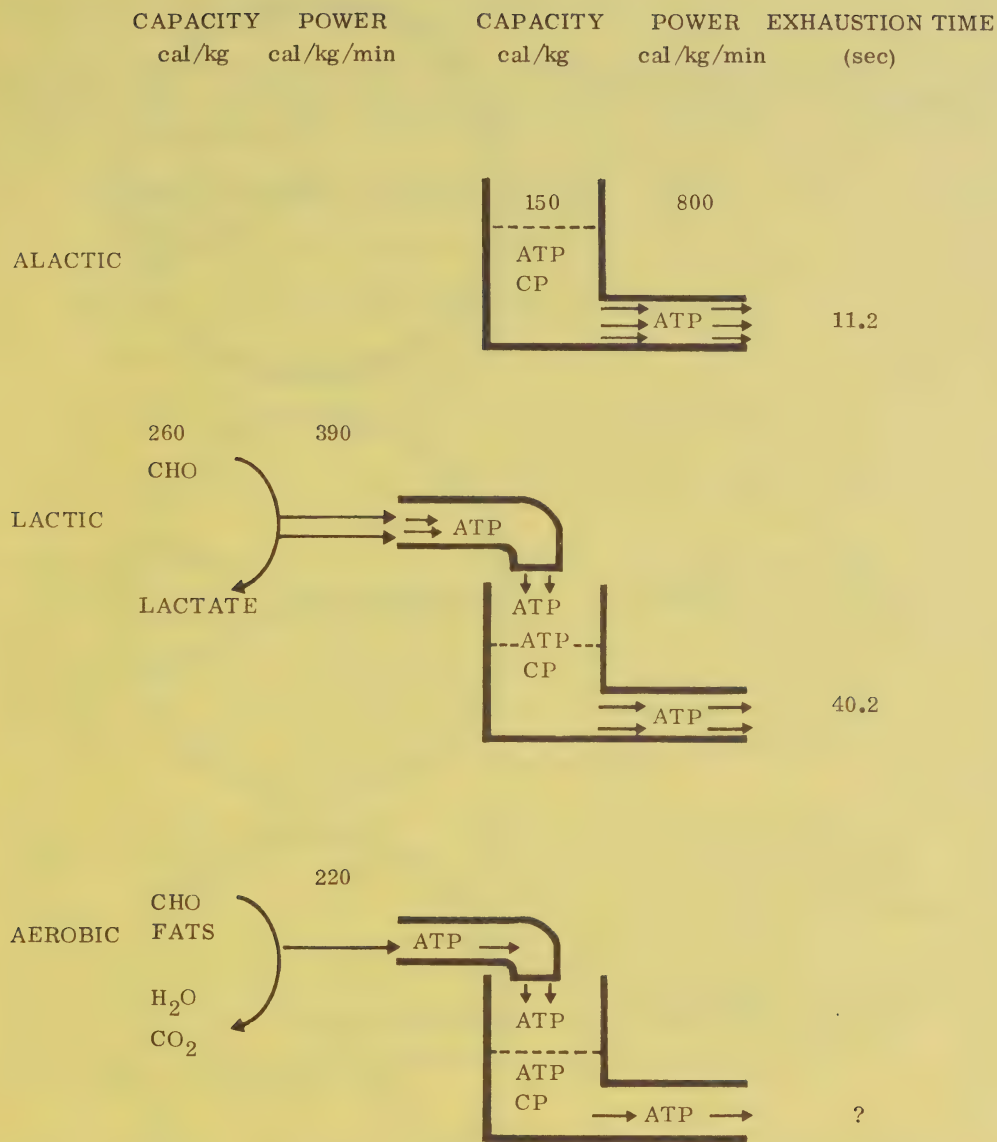 CAPACITY POWER CAPACITY POWER EXHAUSTION TIME
cal/kg cal/kg/min cal/kg cal/kg/min (sec)
150 800
ALACTIC
ATP
CP
ATP
11.2
260 390
CHO
LACTIC
ATP
LACTATE
ATP
ATP
CP
ATP
40.2
220
CHO
AEROBIC FATS
ATP
H₂O
CO₂
ATP
ATP
CP
ATP
?